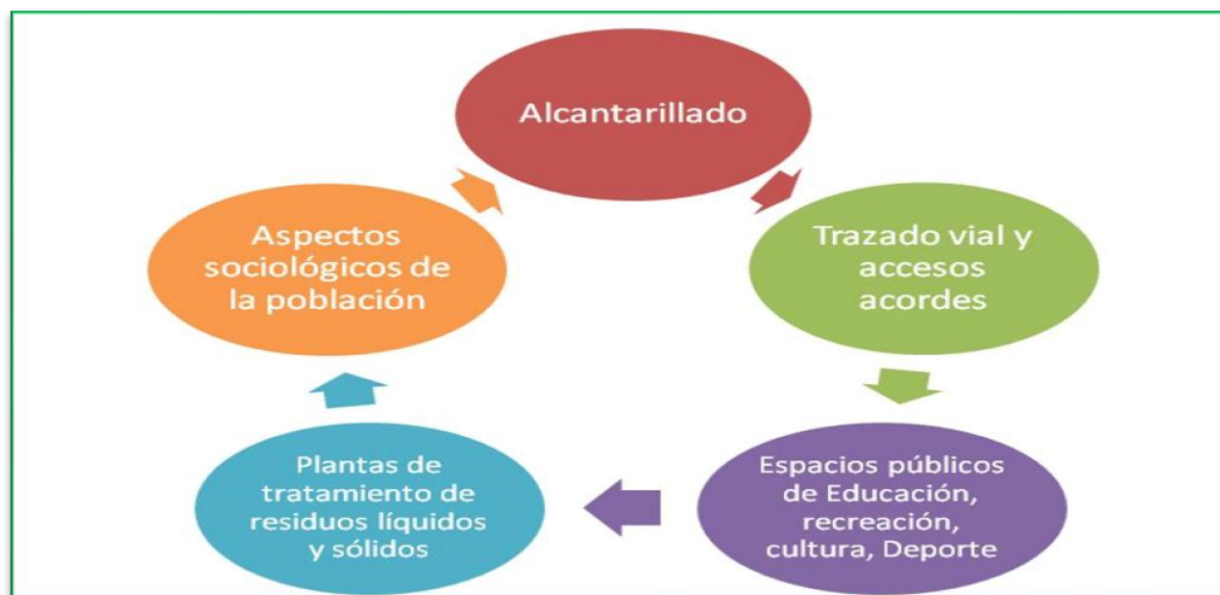 Alcantarillado
Trazado vial y
accesos
acordes
Espacios públicos
de Educación,
recreación,
cultura, Deporte
Plantas de
tratamiento de
residuos líquidos
y sólidos
Aspectos
sociológicos de
la población